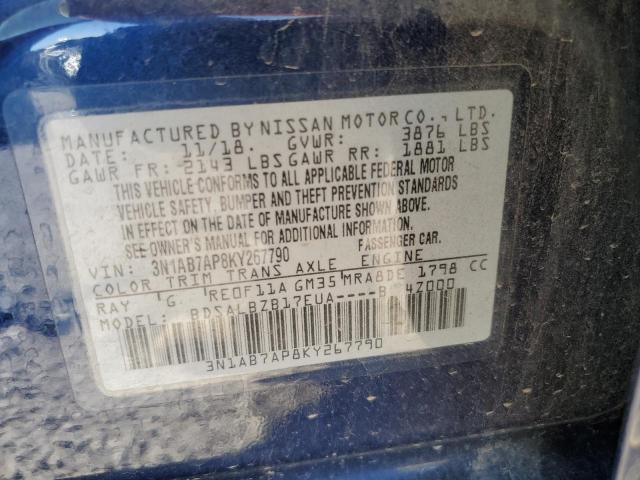 MANUFACTURED BY NISSAN MOTOR CO., LTD.
DATE: 11/18. GVWR: 3876 LBS
GAWR FR: 2143 LBS GAWR RR: 1881 LBS
THIS VEHICLE CONFORMS TO ALL APPLICABLE FEDERAL MOTOR
VEHICLE SAFETY, BUMPER AND THEFT PREVENTION STANDARDS
IN EFFECT ON THE DATE OF MANUFACTURE SHOWN ABOVE.
SEE OWNER'S MANUAL FOR ADDITIONAL INFORMATION.
VIN: 3N1AB7AP8KY267790 PASSENGER CAR.
COLOR TRIM TRANS AXLE ENGINE
RAY G RE0F11A GM35 MRA8DE 1798 CC
MODEL: BDSALBZB17EUA----B 4Z000
3N1AB7AP8KY267790